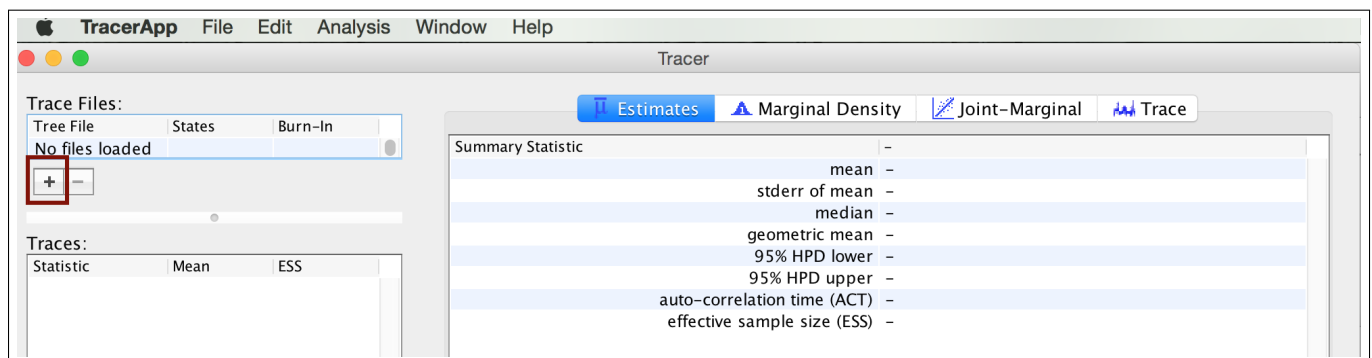 TracerApp File Edit Analysis Window Help
Tracer
Trace Files:
Tree File States Burn-In
No files loaded
+ −
Traces:
Statistic Mean ESS
μ Estimates Marginal Density Joint-Marginal Trace
Summary Statistic –
mean –
stderr of mean –
median –
geometric mean –
95% HPD lower –
95% HPD upper –
auto-correlation time (ACT) –
effective sample size (ESS) –